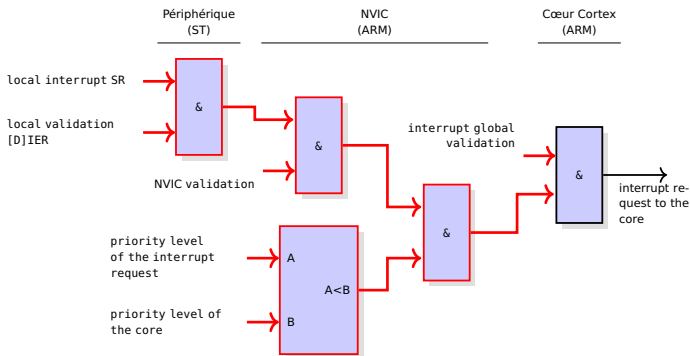 Périphérique
(ST)
NVIC
(ARM)
Cœur Cortex
(ARM)
local interrupt SR
&
local validation
[D]IER
&
NVIC validation
interrupt global
validation
&
interrupt re-
quest to the
core
&
priority level
of the interrupt
request
A
A<B
priority level of
the core
B